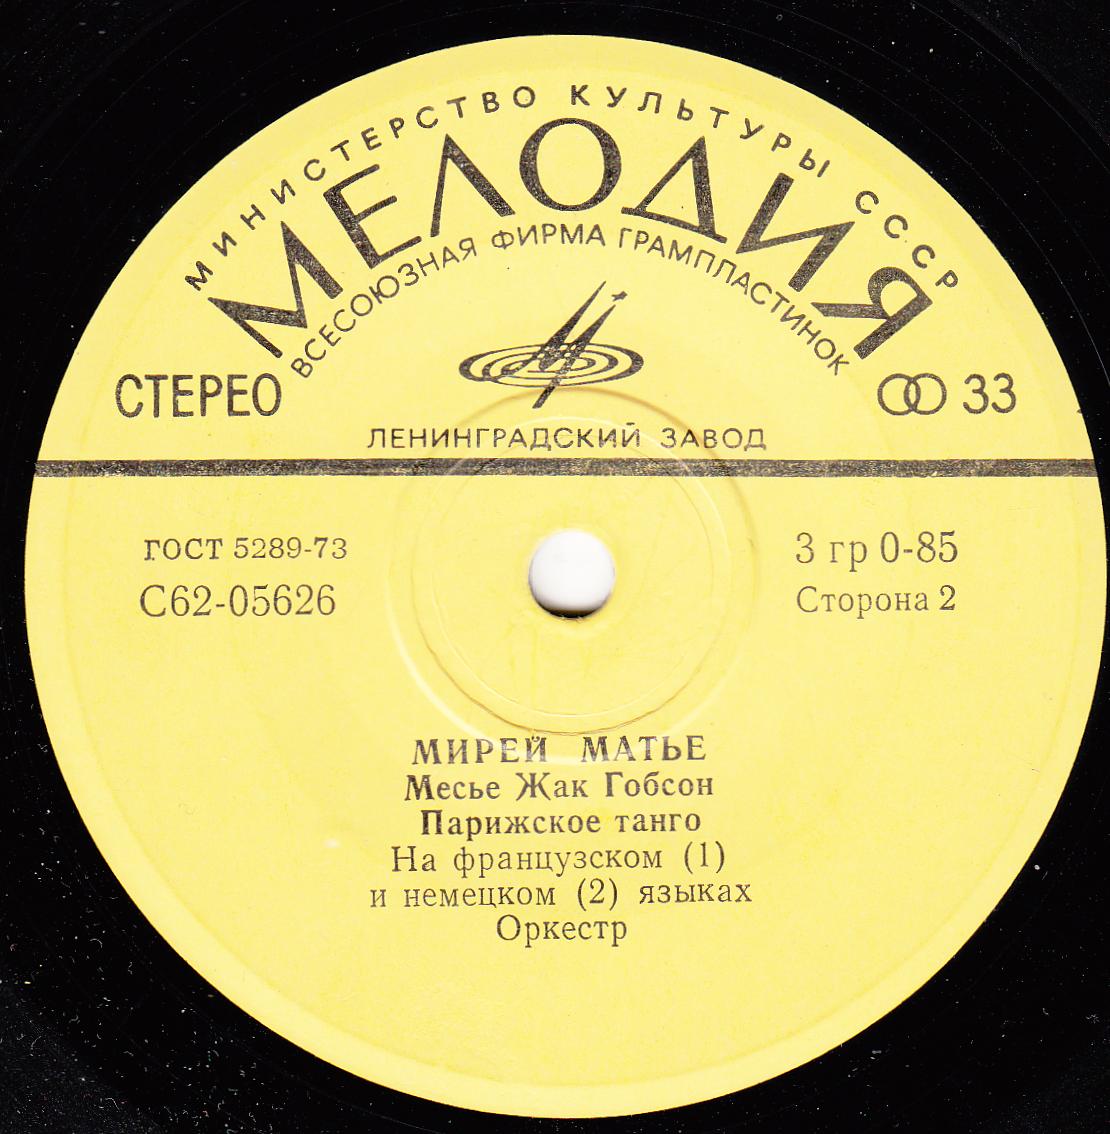 МИНИСТЕРСТВО КУЛЬТУРЫ СССР
МЕЛОДИЯ
ВСЕСОЮЗНАЯ ФИРМА ГРАМПЛАСТИНОК
СТЕРЕО
33
ЛЕНИНГРАДСКИЙ ЗАВОД
ГОСТ 5289-73
3 гр 0-85
С62-05626
Сторона 2
МИРЕЙ МАТЬЕ
Месье Жак Гобсон
Парижское танго
На французском (1)
и немецком (2) языках
Оркестр